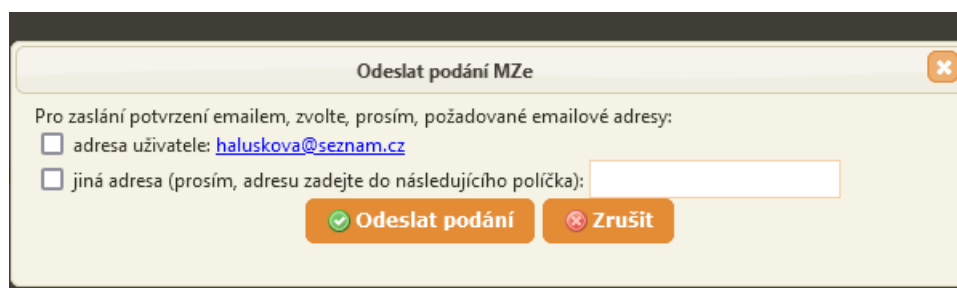 Odeslat podání MZe
Pro zaslání potvrzení emailem, zvolte, prosím, požadované emailové adresy:
adresa uživatele: haluskova@seznam.cz
jiná adresa (prosím, adresu zadejte do následujícího políčka):
Odeslat podání Zrušit